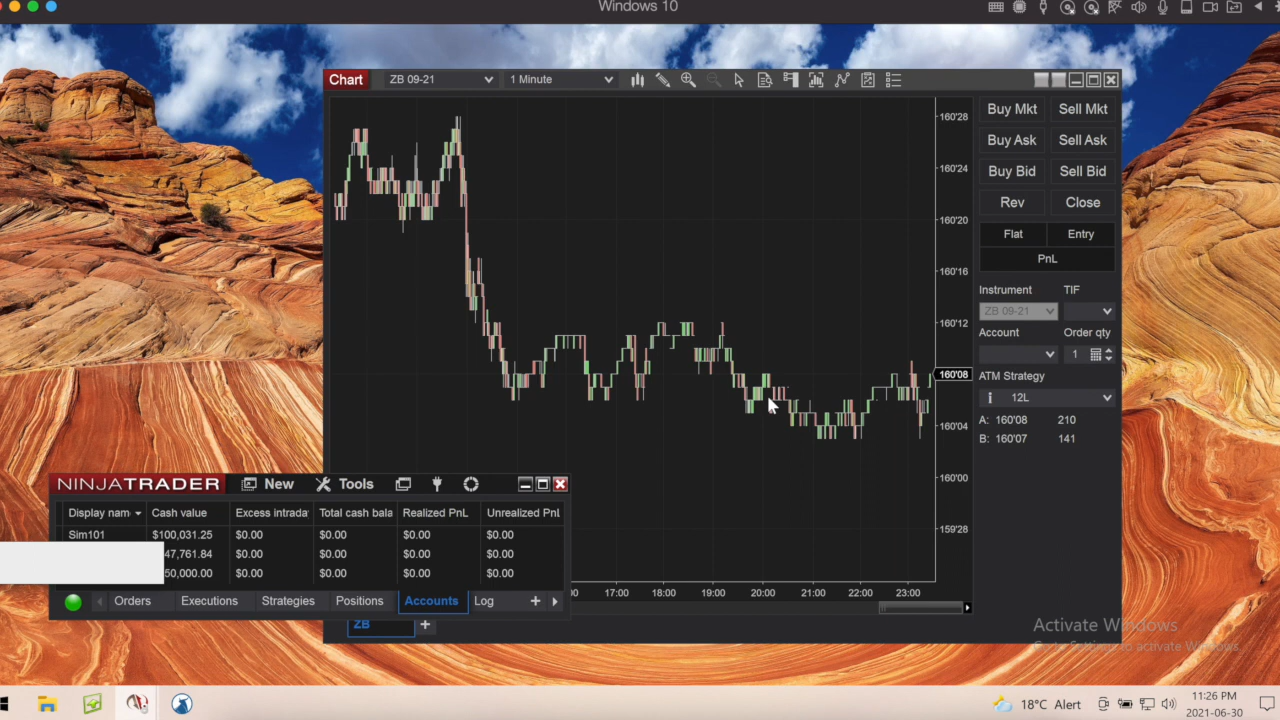 Windows 10
Chart
ZB 09-21
1 Minute
160'28
160'24
160'20
160'16
160'12
160'08
160'04
160'00
159'28
17:00 18:00 19:00 20:00 21:00 22:00 23:00
Buy Mkt Sell Mkt
Buy Ask Sell Ask
Buy Bid Sell Bid
Rev Close
Flat Entry
PnL
Instrument TIF
ZB 09-21
Account Order qty
1
ATM Strategy
i 12L
A: 160'08 210
B: 160'07 141
NINJATRADER New Tools
Display nam Cash value Excess intrada Total cash bala Realized PnL Unrealized Pnl
Sim101 $100,031.25 $0.00 $0.00 $0.00 $0.00
47,761.84 $0.00 $0.00 $0.00 $0.00
50,000.00 $0.00 $0.00 $0.00 $0.00
Orders Executions Strategies Positions Accounts Log +
ZB +
Activate Windows
Go to Settings to activate Windows.
18°C Alert
11:26 PM
2021-06-30